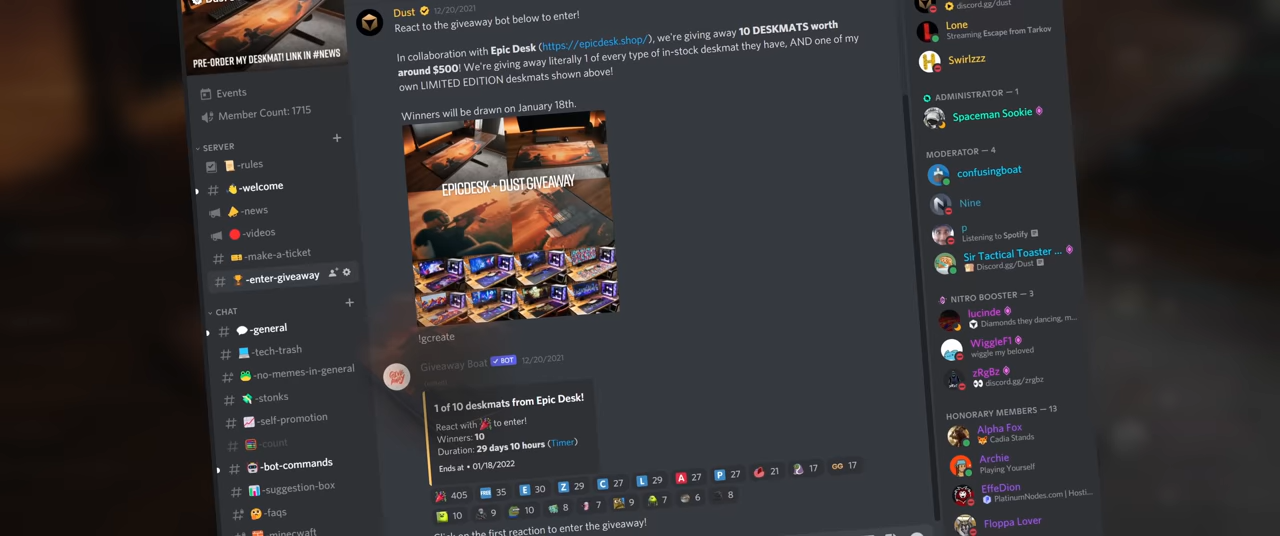 PRE-ORDER MY DESKMAT! LINK IN #NEWS
Events
Member Count: 1715
SERVER
-rules
-welcome
-news
-videos
-make-a-ticket
-enter-giveaway
CHAT
-general
-tech-trash
-no-memes-in-general
-stonks
-self-promotion
-count
-bot-commands
-suggestion-box
-faqs
-minecraft
Dust 12/20/2021
React to the giveaway bot below to enter!
In collaboration with Epic Desk (https://epicdesk.shop/), we're giving away 10 DESKMATS worth
around $500! We're giving away literally 1 of every type of in-stock deskmat they have, AND one of my
own LIMITED EDITION deskmats shown above!
Winners will be drawn on January 18th.
EPICDESK + DUST GIVEAWAY
!gcreate
Giveaway Boat BOT 12/20/2021
1 of 10 deskmats from Epic Desk!
React with to enter!
Winners: 10
Duration: 29 days 10 hours (Timer)
Ends at • 01/18/2022
405 FREE 35 E 30 Z 29 C 27 L 29 A 27 P 27 21 17 GG 17
10 9 10 8 7 9 7 6 8
Click on the first reaction to enter the giveaway!
discord.gg/dust
Lone
Streaming Escape from Tarkov
Swirlzzz
ADMINISTRATOR — 1
Spaceman Sookie
MODERATOR — 4
confusingboat
Nine
p
Listening to Spotify
Sir Tactical Toaster ...
Discord.gg/Dust
NITRO BOOSTER — 3
lucinde
Diamonds they dancing, m...
WiggleF1
wiggle my beloved
zRgBz
discord.gg/zrgbz
HONORARY MEMBERS — 13
Alpha Fox
Cadia Stands
Archie
Playing Yourself
EffeDion
PlatinumNodes.com | Hosti...
Floppa Lover